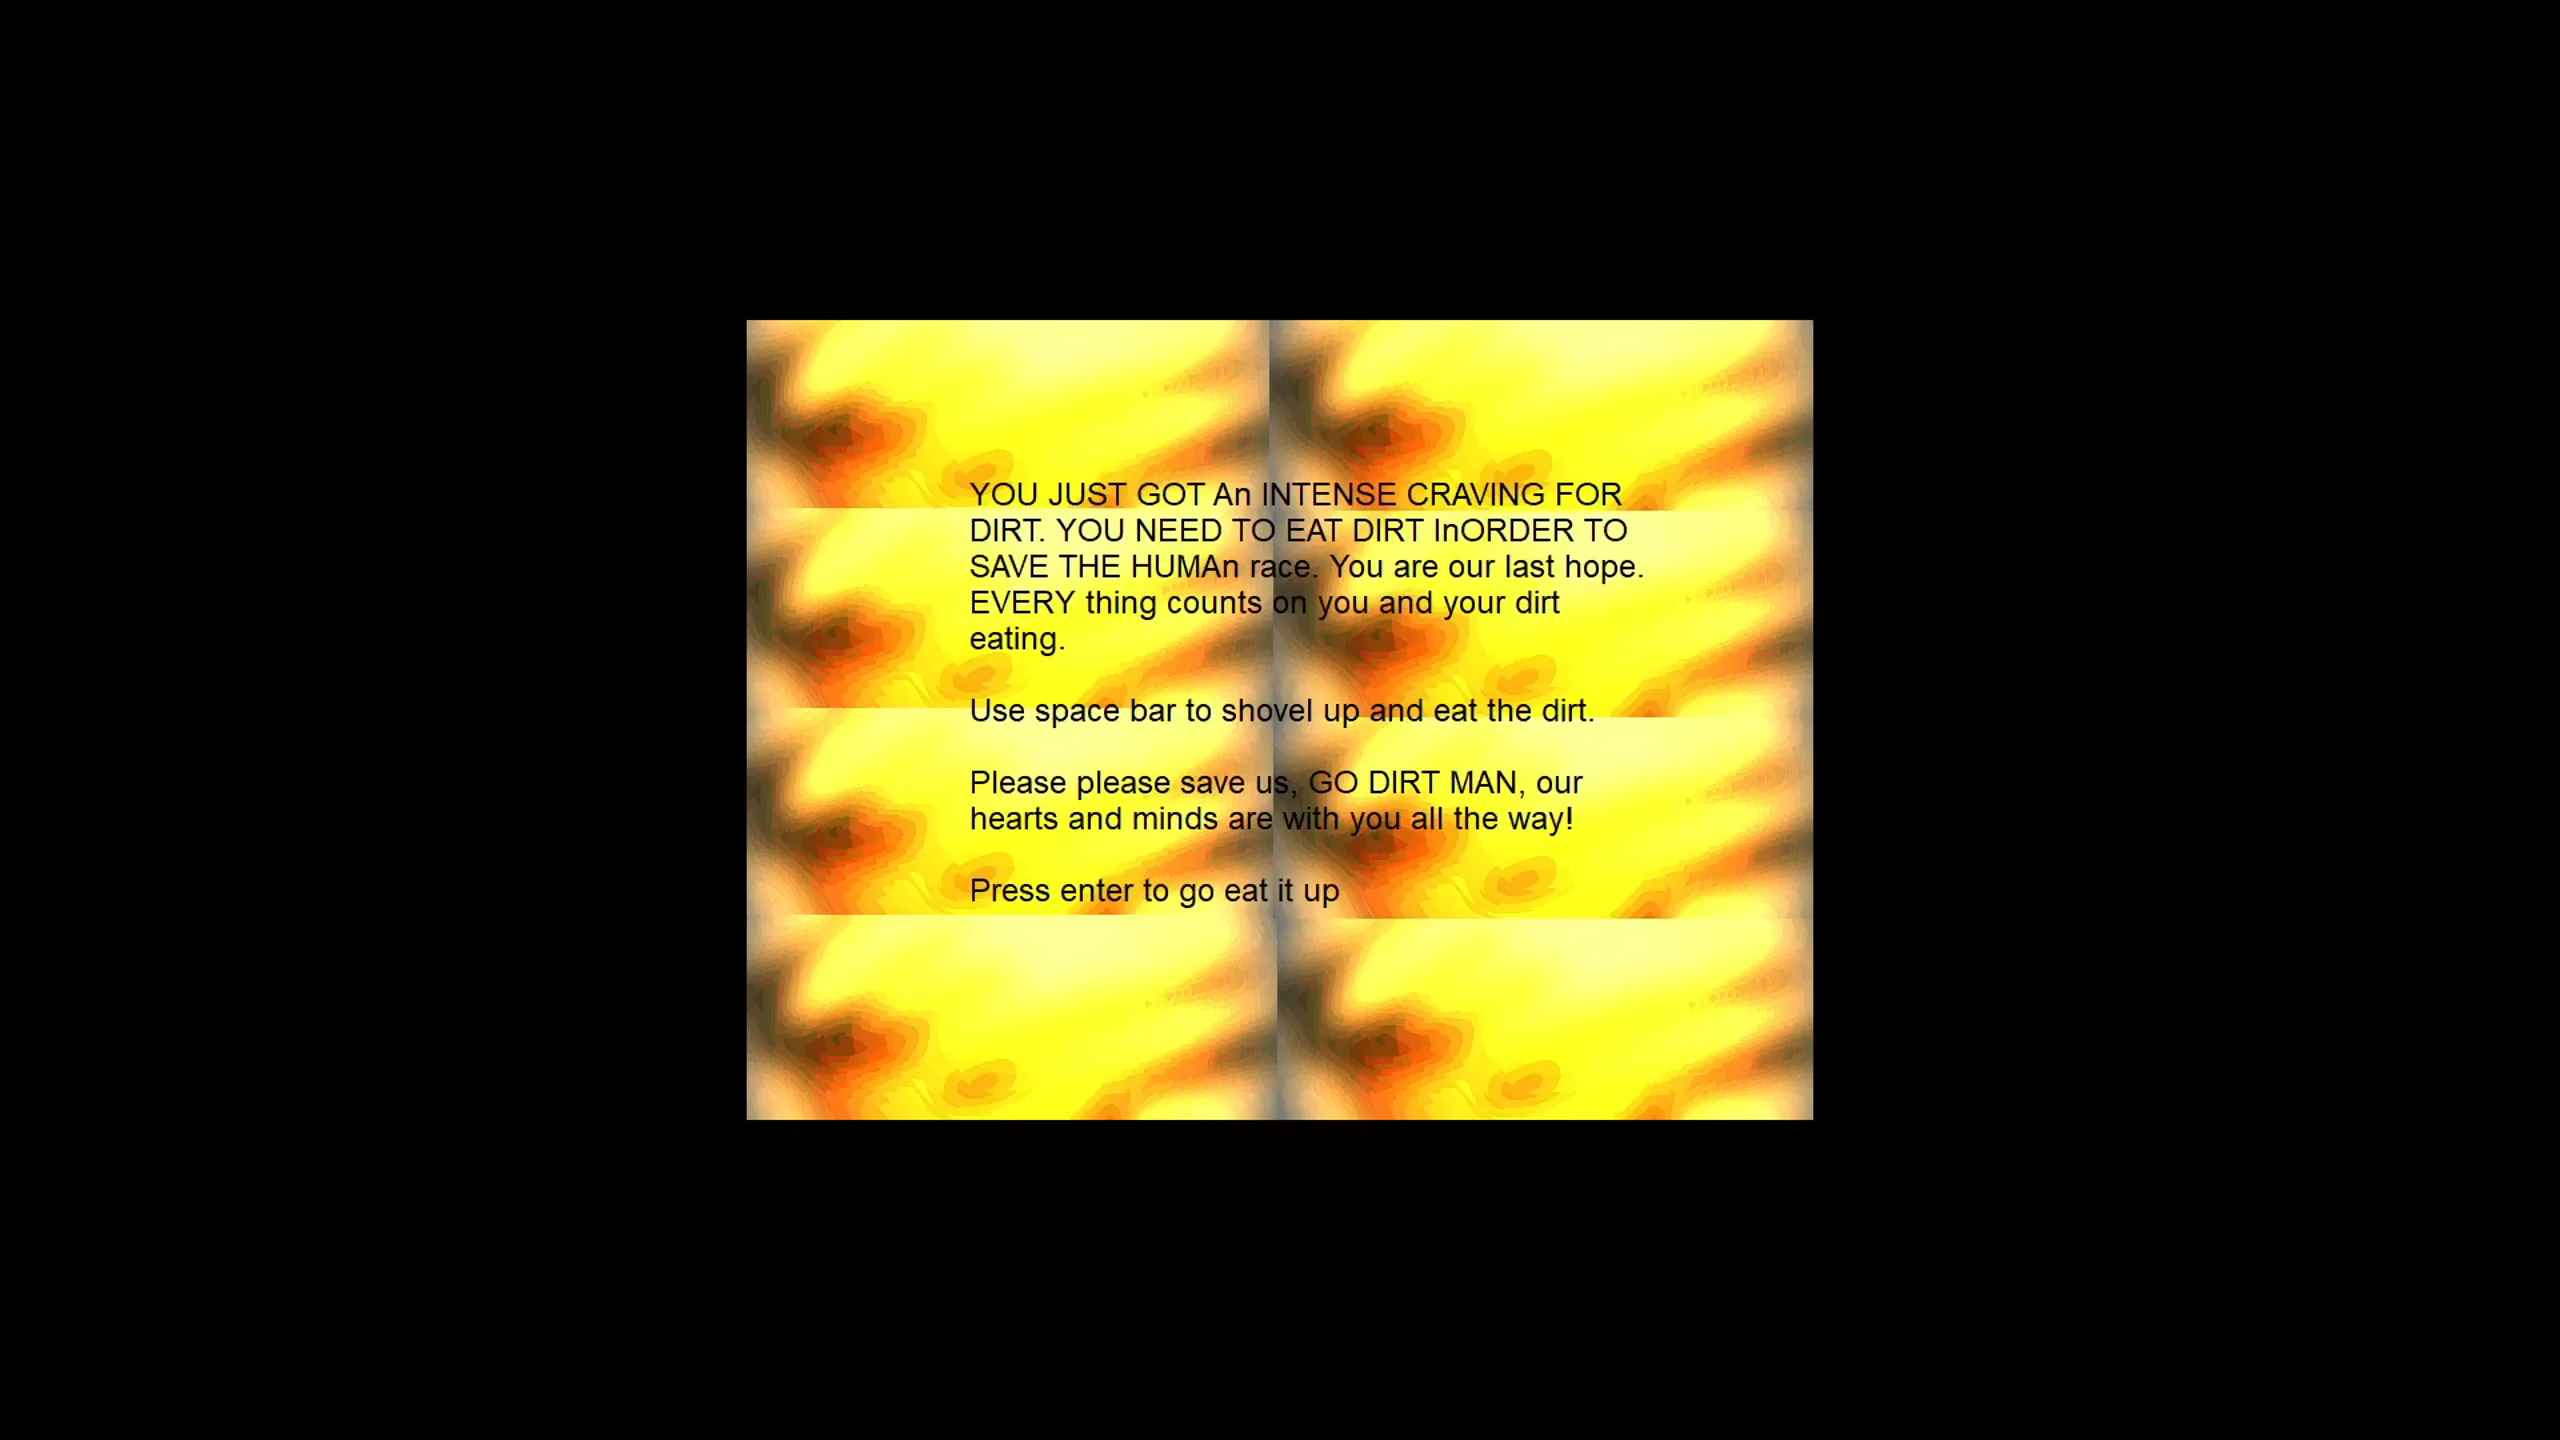 YOU JUST GOT An INTENSE CRAVING FOR
DIRT. YOU NEED TO EAT DIRT InORDER TO
SAVE THE HUMAn race. You are our last hope.
EVERY thing counts on you and your dirt
eating.
Use space bar to shovel up and eat the dirt.
Please please save us, GO DIRT MAN, our
hearts and minds are with you all the way!
Press enter to go eat it up